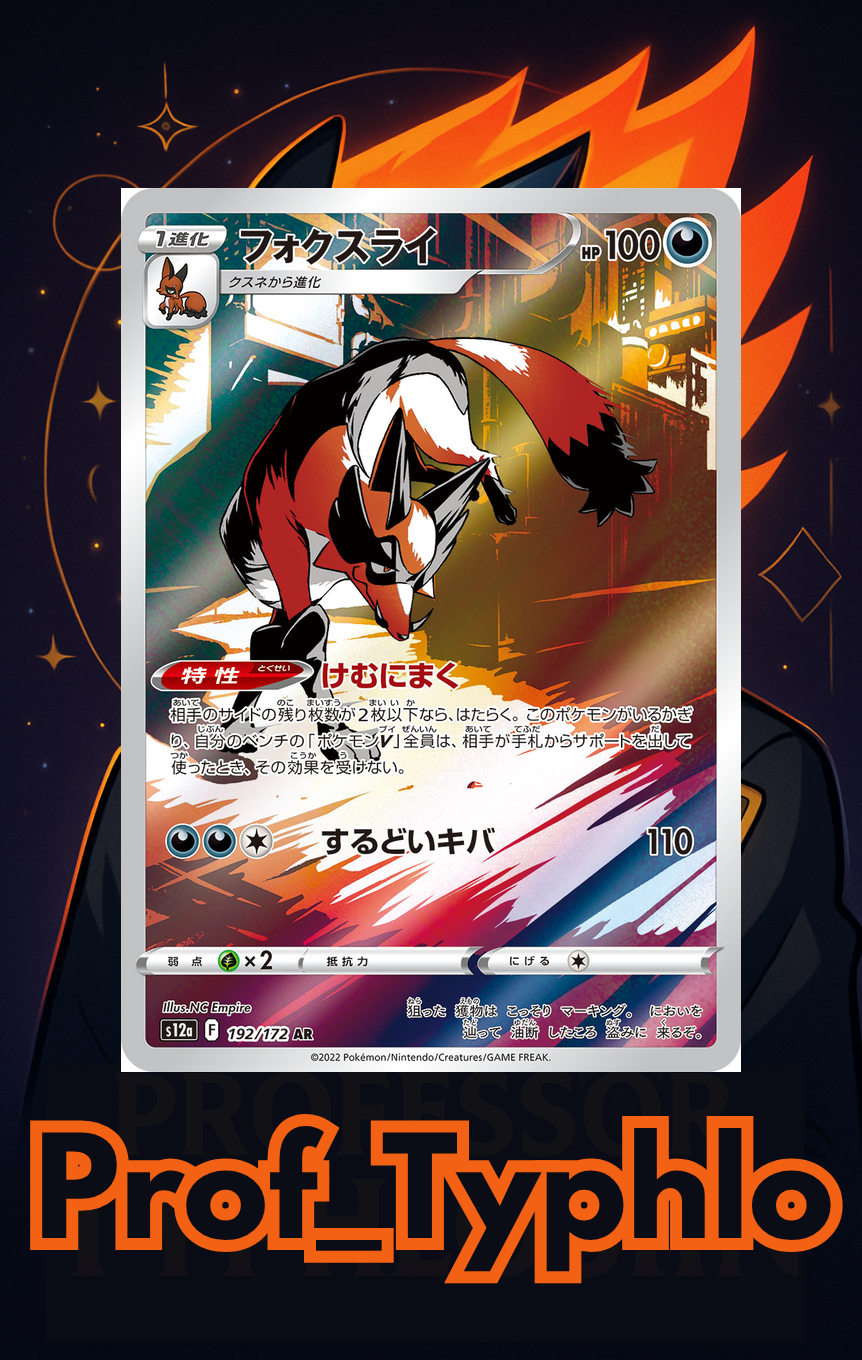 1進化
フォクスライ
HP 100
クスネから進化
特性 とくせい
けむにまく
相手のサイドの残り枚数が2枚以下なら、はたらく。このポケモンがいるかぎ
り、自分のベンチの「ポケモンV」全員は、相手が手札からサポートを出して
使ったとき、その効果を受けない。
するどいキバ 110
弱点 ×2 抵抗力 にげる
Illus.NC Empire
狙った 獲物は こっそり マーキング。 においを
辿って 油断 したころ 盗みに 来るぞ。
s12a F 192/172 AR
©2022 Pokémon/Nintendo/Creatures/GAME FREAK.
PROFESSOR
Prof_Typhlo